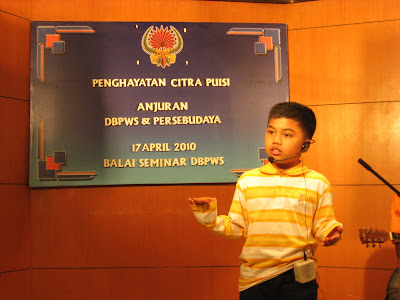 PENGHAYATAN CITRA PUISI
ANJURAN
DBPWS & PERSEBUDAYA
17 APRIL 2010
BALAI SEMINAR DBPWS